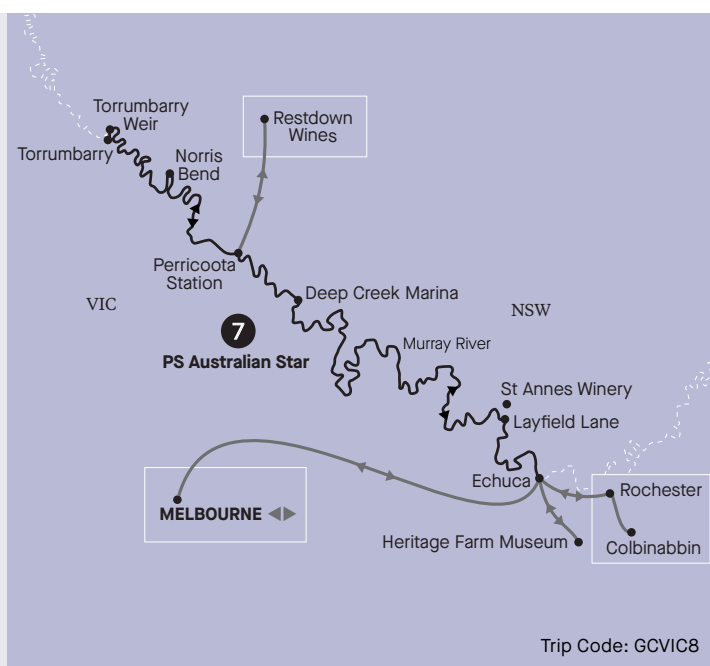 Torrumbarry
Weir
Torrumbarry
Norris
Bend
Restdown
Wines
Perricoota
Station
Deep Creek Marina
VIC
NSW
7
PS Australian Star
Murray River
St Annes Winery
Layfield Lane
Echuca
Rochester
MELBOURNE
Heritage Farm Museum
Colbinabbin
Trip Code: GCVIC8